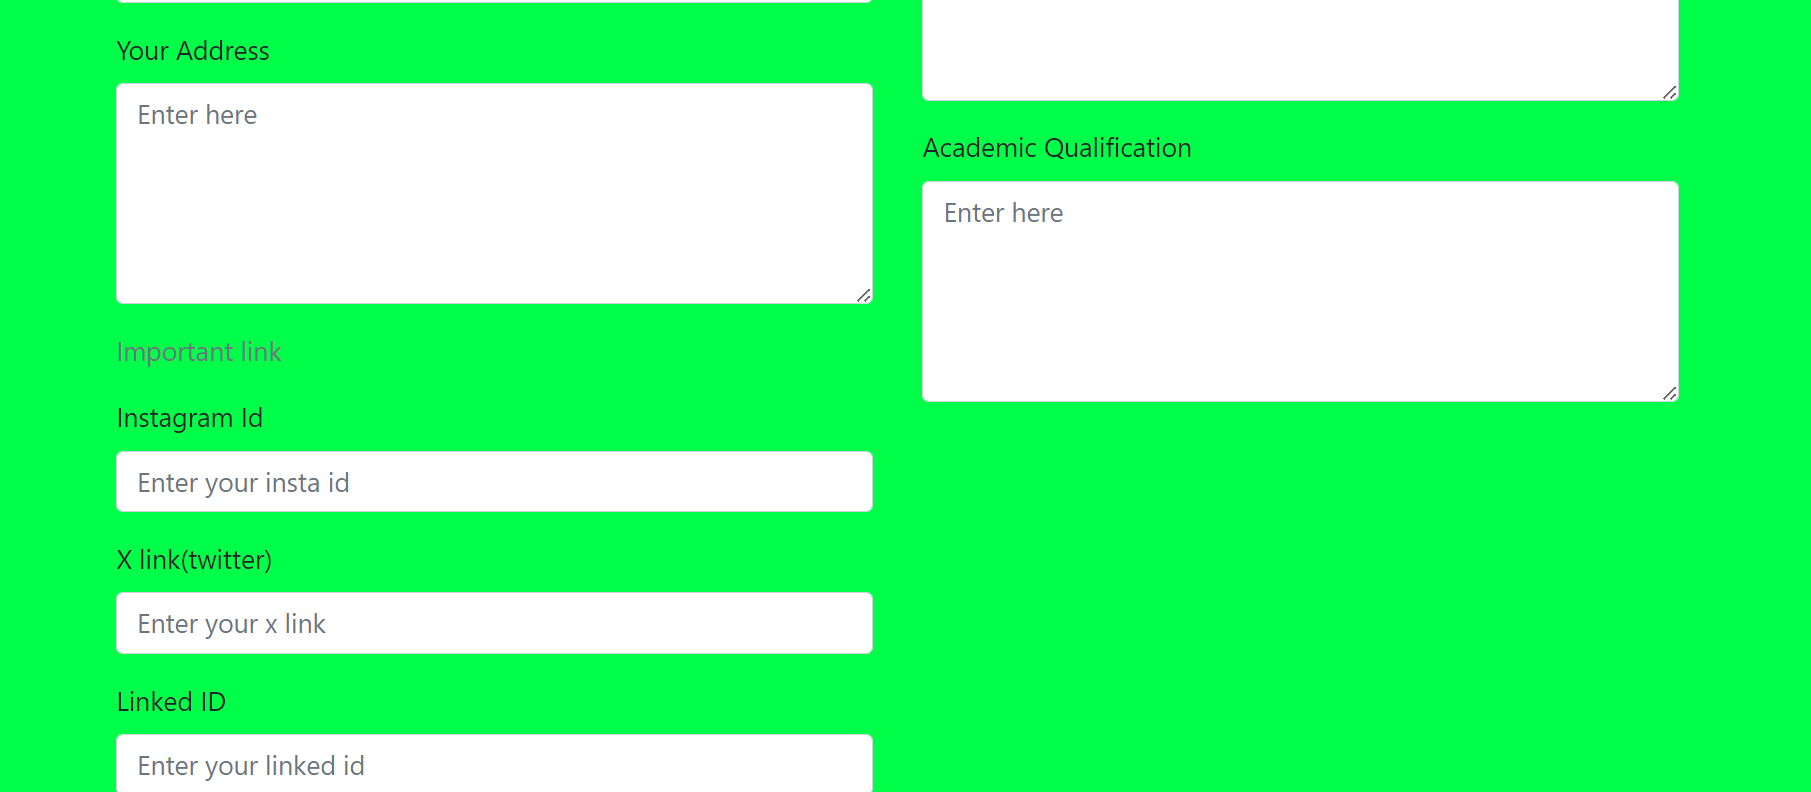 Your Address
Enter here
Important link
Instagram Id
Enter your insta id
X link(twitter)
Enter your x link
Linked ID
Enter your linked id
Academic Qualification
Enter here